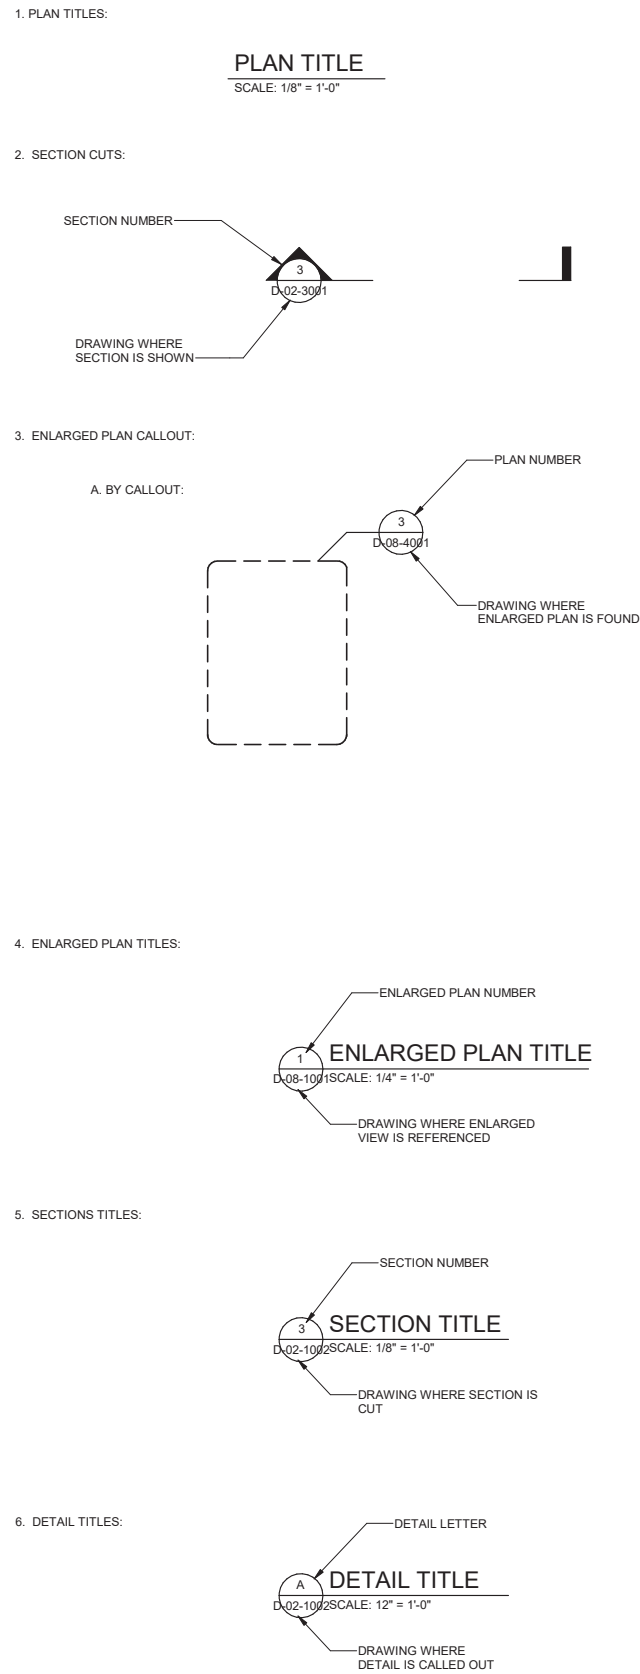 1. PLAN TITLES:
PLAN TITLE
SCALE: 1/8" = 1'-0"
2. SECTION CUTS:
SECTION NUMBER
3
D-02-3001
DRAWING WHERE
SECTION IS SHOWN
3. ENLARGED PLAN CALLOUT:
PLAN NUMBER
A. BY CALLOUT:
3
D-08-4001
DRAWING WHERE
ENLARGED PLAN IS FOUND
4. ENLARGED PLAN TITLES:
ENLARGED PLAN NUMBER
1 ENLARGED PLAN TITLE
D-08-1001 SCALE: 1/4" = 1'-0"
DRAWING WHERE ENLARGED
VIEW IS REFERENCED
5. SECTIONS TITLES:
SECTION NUMBER
3 SECTION TITLE
D-02-1002 SCALE: 1/8" = 1'-0"
DRAWING WHERE SECTION IS
CUT
6. DETAIL TITLES:
DETAIL LETTER
A DETAIL TITLE
D-02-1002 SCALE: 12" = 1'-0"
DRAWING WHERE
DETAIL IS CALLED OUT